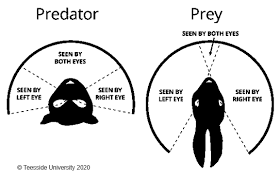 Predator
SEEN BY
BOTH EYES
SEEN BY
LEFT EYE
SEEN BY
RIGHT EYE
Prey
SEEN BY
BOTH EYES
SEEN BY
LEFT EYE
SEEN BY
RIGHT EYE
© Teesside University 2020